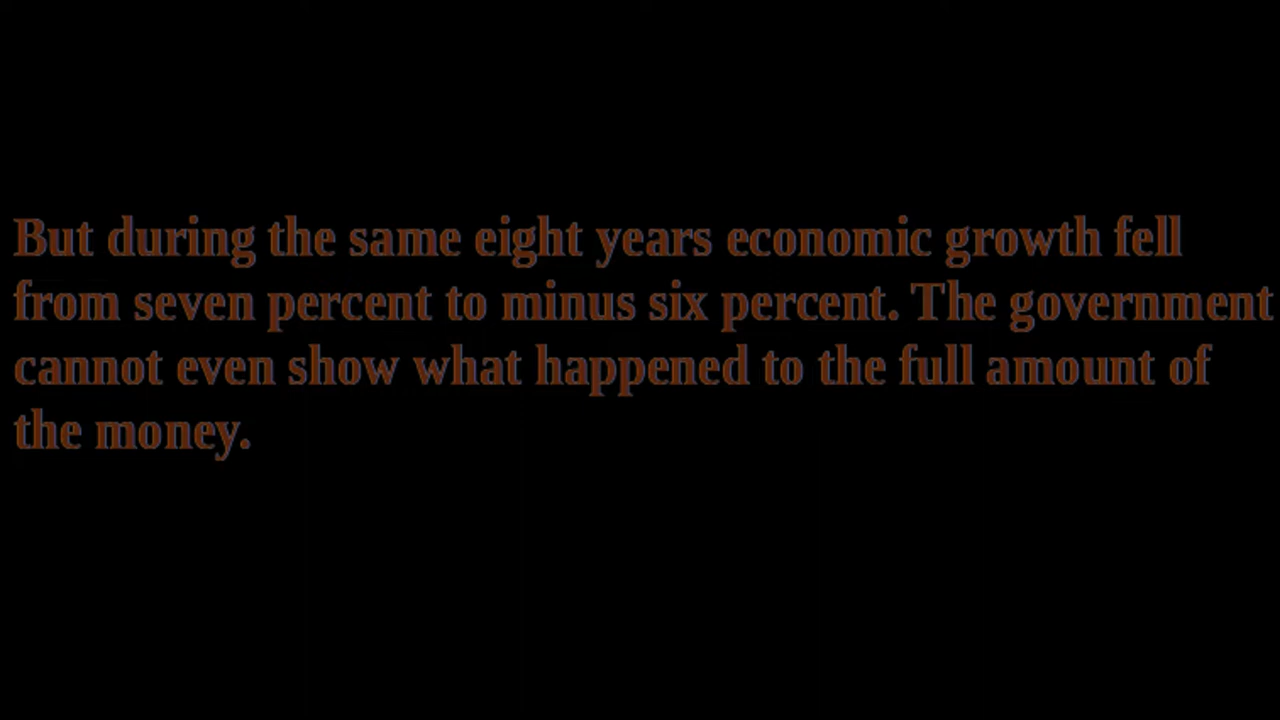 But during the same eight years economic growth fell
from seven percent to minus six percent. The government
cannot even show what happened to the full amount of
the money.